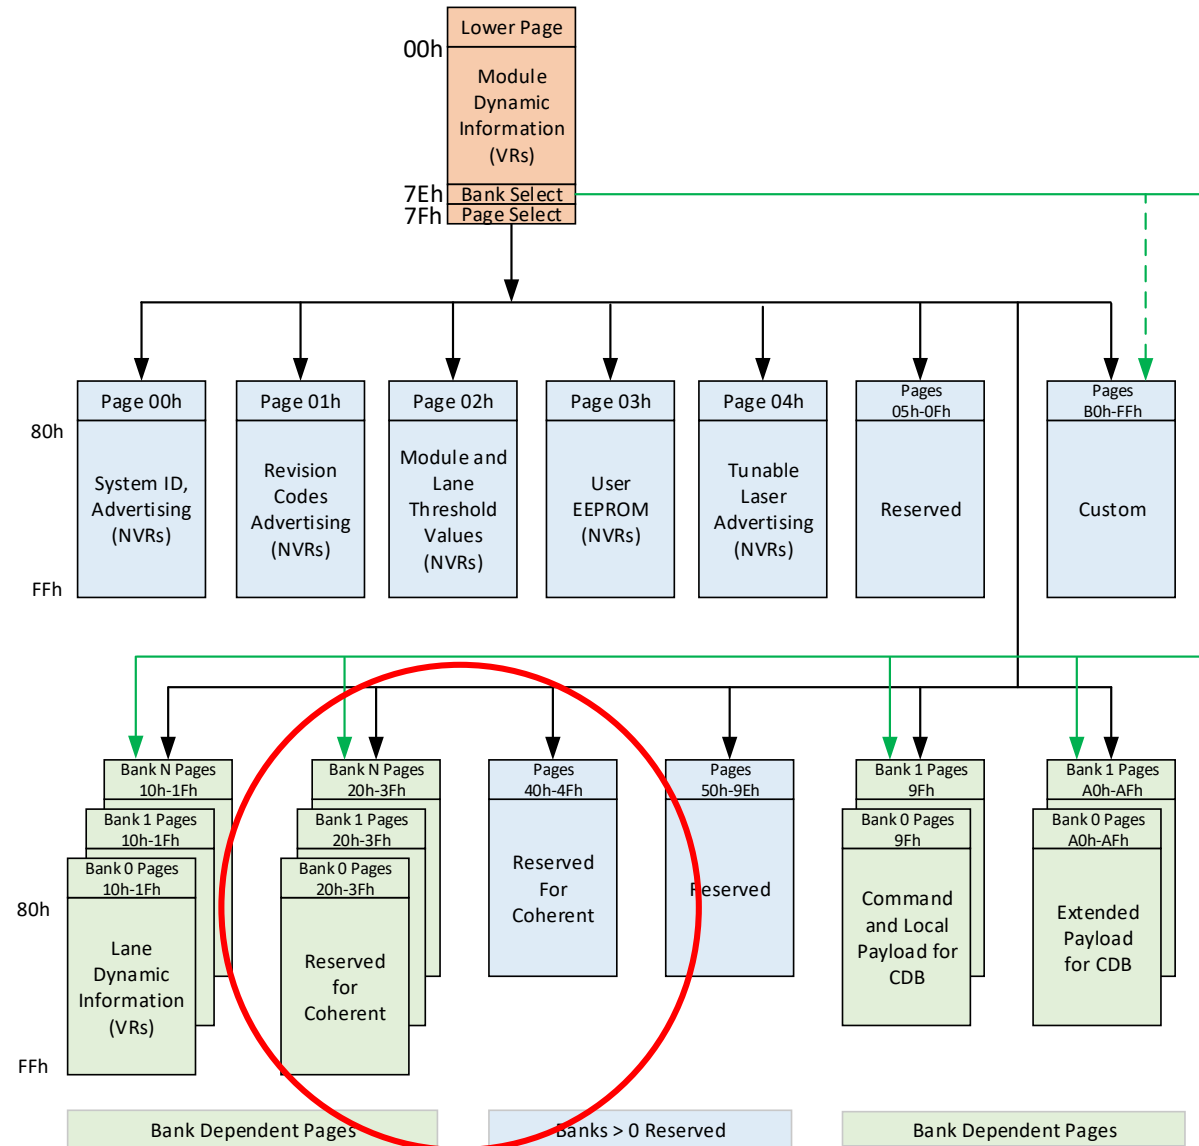 Lower Page
00h
Module
Dynamic
Information
(VRs)
7Eh
Bank Select
7Fh
Page Select
Page 00h
Page 01h
Page 02h
Page 03h
Page 04h
Pages
05h-0Fh
Pages
B0h-FFh
80h
System ID,
Advertising
(NVRs)
Revision
Codes
Advertising
(NVRs)
Module and
Lane
Threshold
Values
(NVRs)
User
EEPROM
(NVRs)
Tunable
Laser
Advertising
(NVRs)
Reserved
Custom
FFh
Bank N Pages
10h-1Fh
Bank 1 Pages
10h-1Fh
Bank 0 Pages
10h-1Fh
Lane
Dynamic
Information
(VRs)
Bank N Pages
20h-3Fh
Bank 1 Pages
20h-3Fh
Bank 0 Pages
20h-3Fh
Reserved
for
Coherent
Pages
40h-4Fh
Reserved
For
Coherent
Pages
50h-9Eh
Reserved
Bank 1 Pages
9Fh
Bank 0 Pages
9Fh
Command
and Local
Payload for
CDB
Bank 1 Pages
A0h-AFh
Bank 0 Pages
A0h-AFh
Extended
Payload
for CDB
80h
FFh
Bank Dependent Pages
Banks > 0 Reserved
Bank Dependent Pages